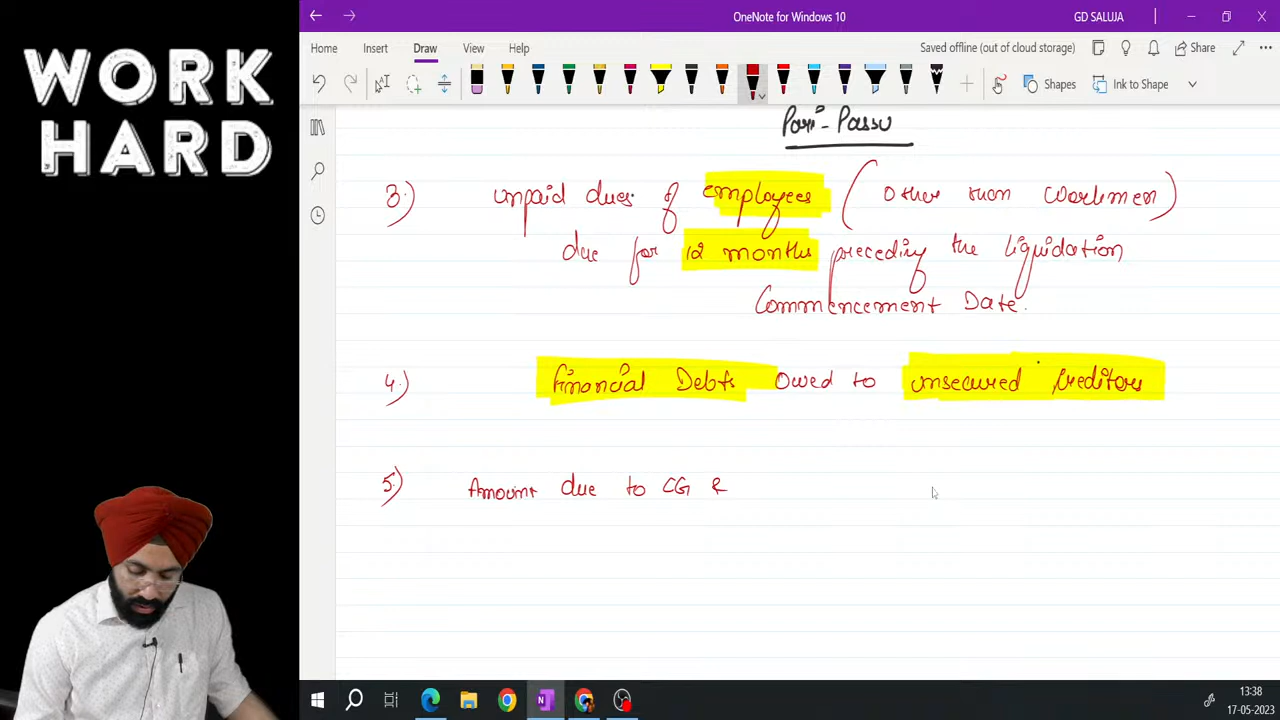 WORK
HARD
OneNote for Windows 10
GD SALUJA
Home Insert Draw View Help
Saved offline (out of cloud storage)
Share
Shapes
Ink to Shape
Pari-Passu
3.) unpaid dues of employees (other than workmen)
due for 12 months preceding the liquidation
Commencement Date.
4.) Financial Debts owed to unsecured creditors
5.) Amount due to CG &
13:38
17-05-2023